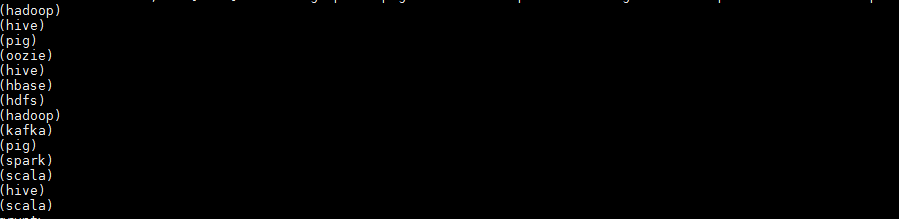 (hadoop)
(hive)
(pig)
(oozie)
(hive)
(hbase)
(hdfs)
(hadoop)
(kafka)
(pig)
(spark)
(scala)
(hive)
(scala)